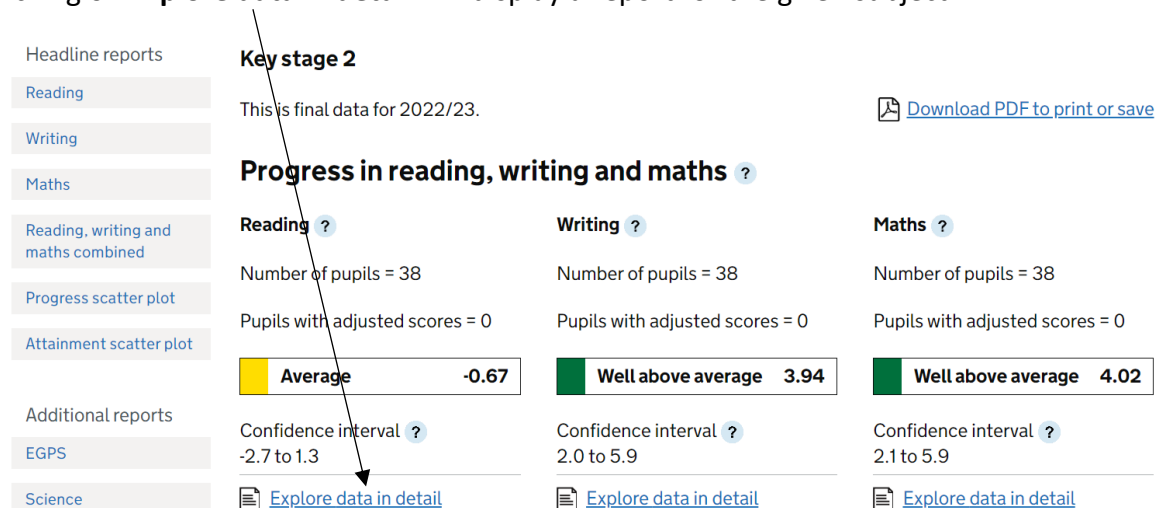 Headline reports
Reading
Writing
Maths
Reading, writing and
maths combined
Progress scatter plot
Attainment scatter plot
Additional reports
EGPS
Science
Key stage 2
This is final data for 2022/23.
Download PDF to print or save
Progress in reading, writing and maths ?
Reading ?
Number of pupils = 38
Pupils with adjusted scores = 0
Average -0.67
Confidence interval ?
-2.7 to 1.3
Explore data in detail
Writing ?
Number of pupils = 38
Pupils with adjusted scores = 0
Well above average 3.94
Confidence interval ?
2.0 to 5.9
Explore data in detail
Maths ?
Number of pupils = 38
Pupils with adjusted scores = 0
Well above average 4.02
Confidence interval ?
2.1 to 5.9
Explore data in detail